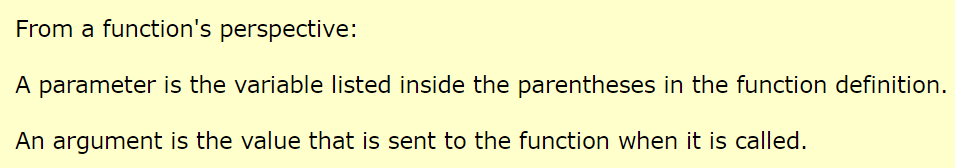 From a function's perspective:
A parameter is the variable listed inside the parentheses in the function definition.
An argument is the value that is sent to the function when it is called.